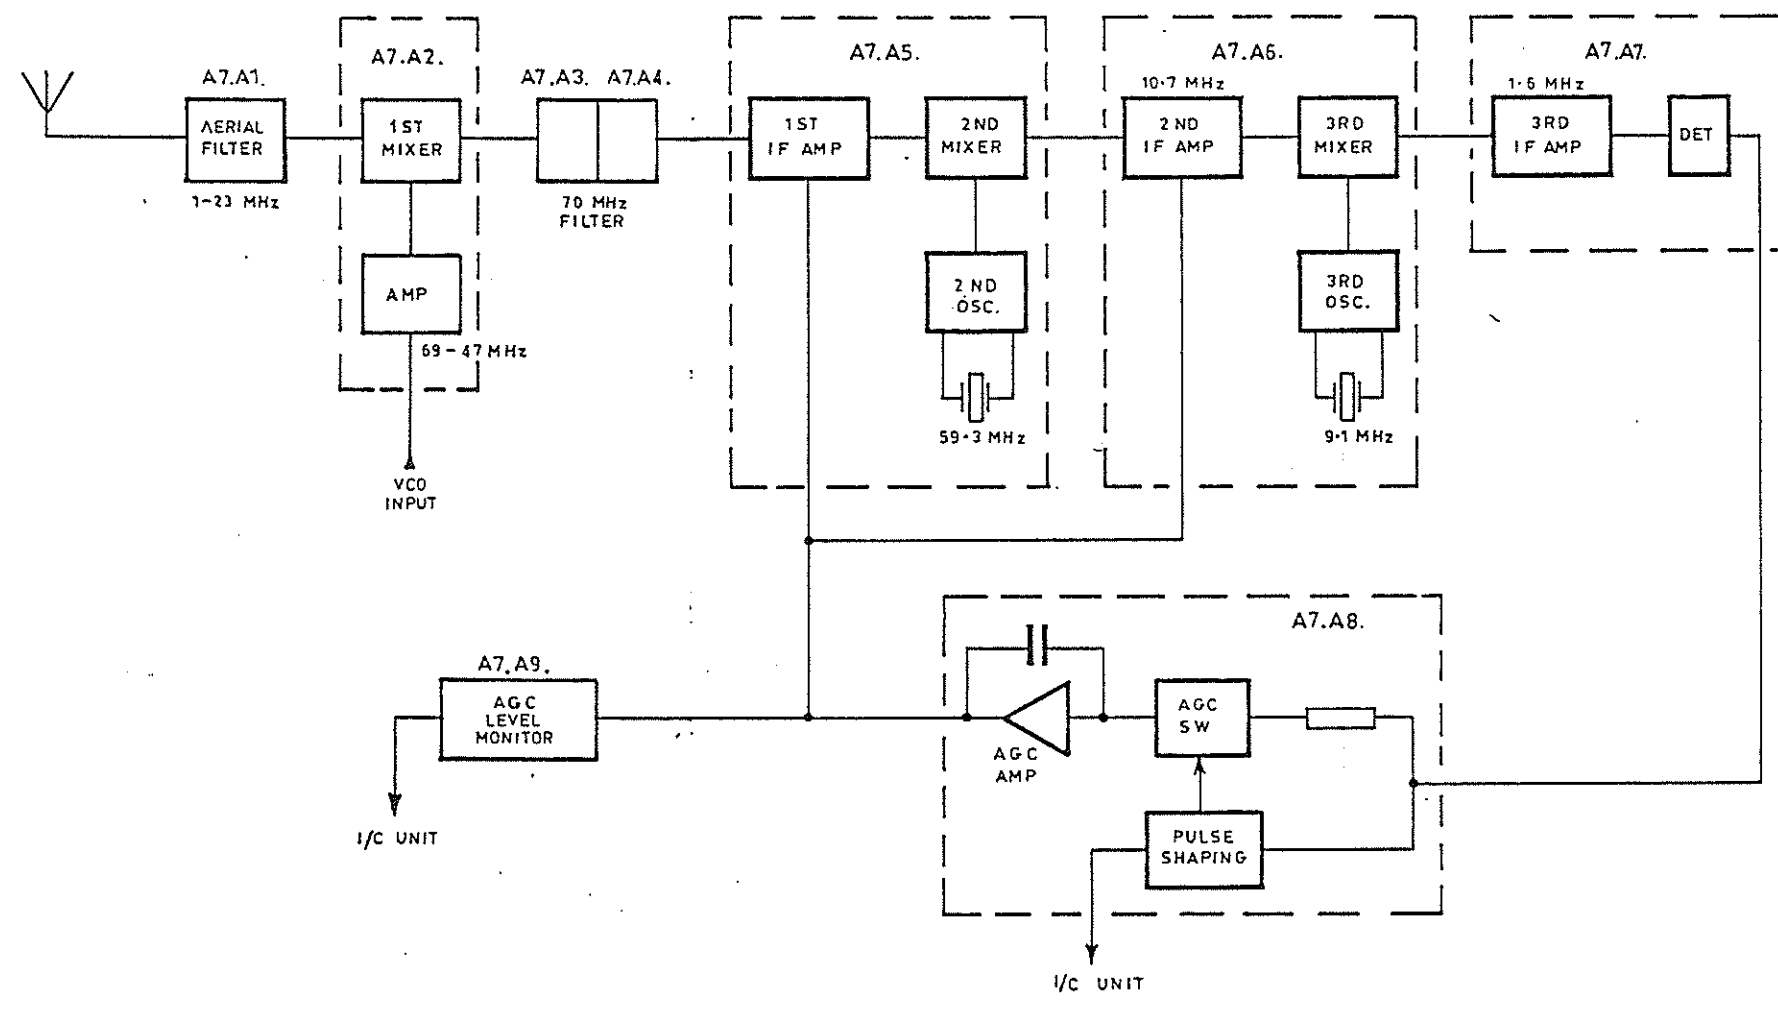 A7.A1.
AERIAL
FILTER
1-23 MHz
A7.A2.
1ST
MIXER
AMP
69-47 MHz
VCO
INPUT
A7.A3. A7.A4.
70 MHz
FILTER
A7.A5.
1ST
IF AMP
2ND
MIXER
2ND
OSC.
59.3 MHz
A7.A6.
10.7 MHz
2ND
IF AMP
3RD
MIXER
3RD
OSC.
9.1 MHz
A7.A7.
1.6 MHz
3RD
IF AMP
DET
A7.A8.
AGC
SW
AGC
AMP
PULSE
SHAPING
I/C UNIT
A7.A9.
AGC
LEVEL
MONITOR
I/C UNIT